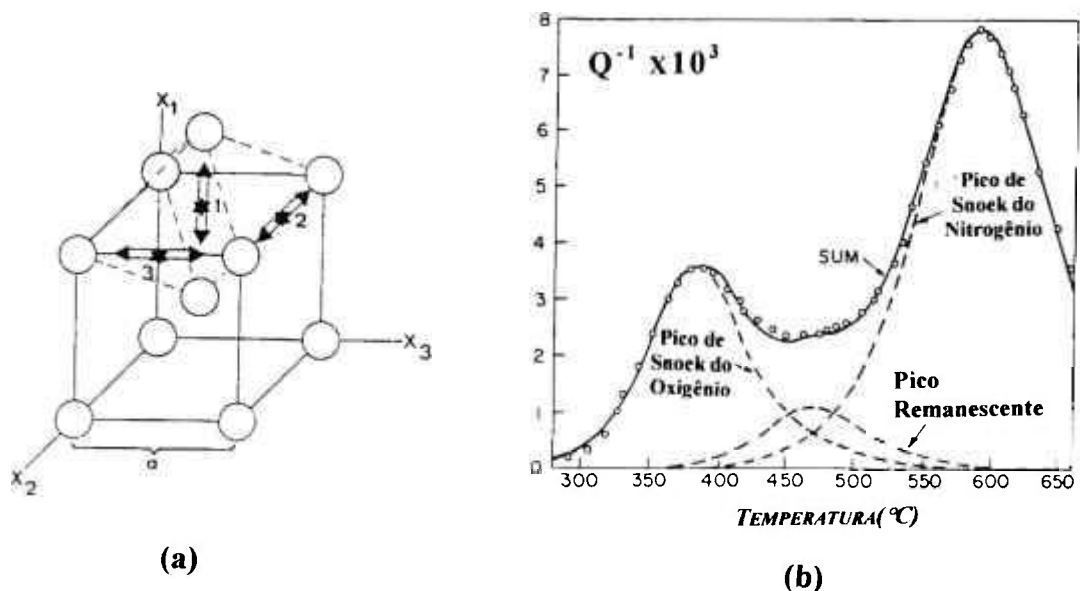 X1
1
2
3
X3
X2
a
(a)
Q-1 x103
8
7
6
5
4
3
2
1
0
SUM
Pico de
Snoek do
Nitrogênio
Pico de
Snoek do
Oxigênio
Pico
Remanescente
300 350 400 450 500 550 600 650
TEMPERATURA(°C)
(b)